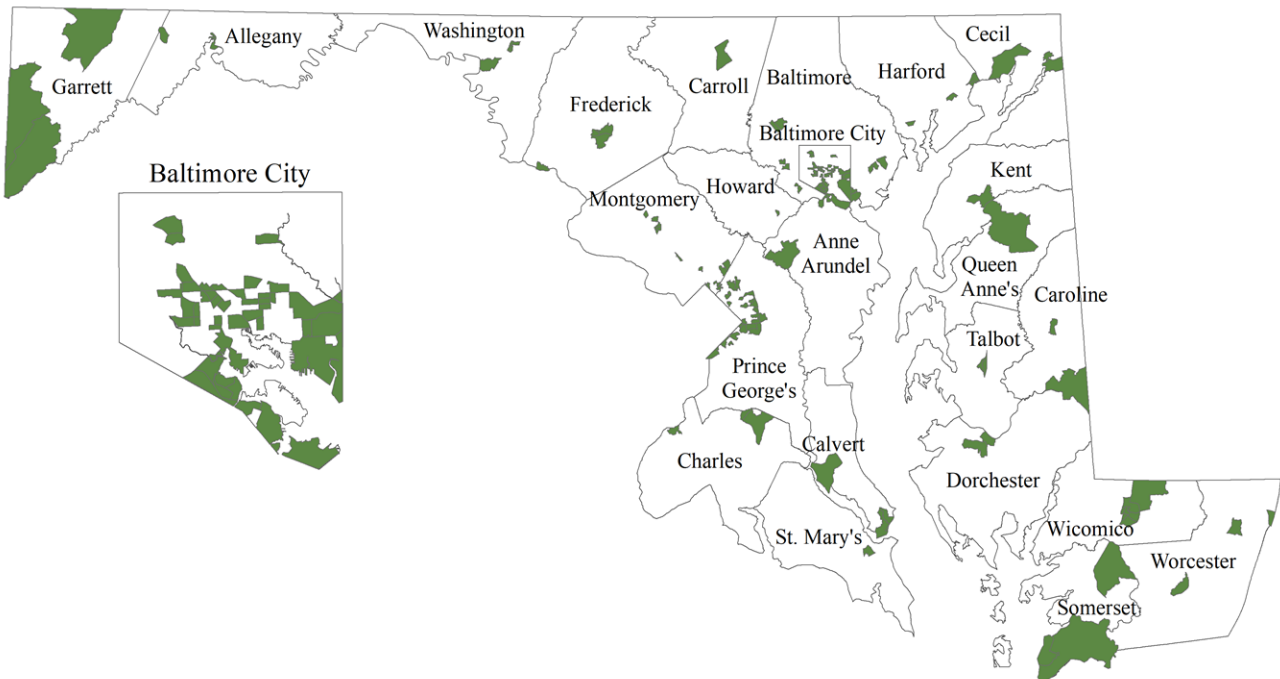 Garrett
Allegany
Washington
Frederick
Carroll
Baltimore
Harford
Cecil
Baltimore City
Baltimore City
Montgomery
Howard
Anne
Arundel
Kent
Queen
Anne's
Caroline
Talbot
Prince
George's
Charles
Calvert
St. Mary's
Dorchester
Wicomico
Worcester
Somerset